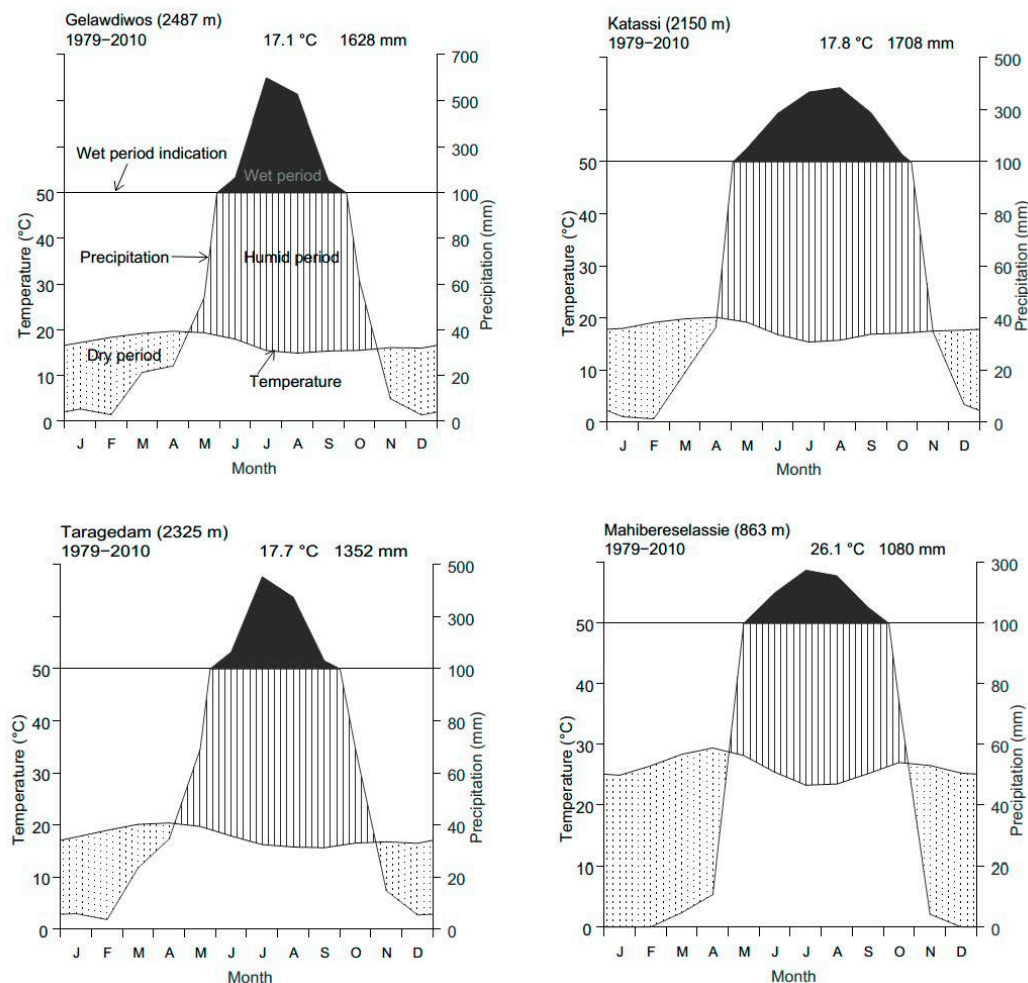 Gelawdiwos (2487 m)
1979−2010 17.1 °C 1628 mm
700
500
300
100
80
60
40
20
0
50
40
30
20
10
0
Temperature (°C)
Precipitation (mm)
Wet period indication
Wet period
Precipitation
Humid period
Dry period
Temperature
J F M A M J J A S O N D
Month
Katassi (2150 m)
1979−2010 17.8 °C 1708 mm
500
300
100
80
60
40
20
0
50
40
30
20
10
0
Temperature (°C)
Precipitation (mm)
J F M A M J J A S O N D
Month
Taragedam (2325 m)
1979−2010 17.7 °C 1352 mm
500
300
100
80
60
40
20
0
50
40
30
20
10
0
Temperature (°C)
Precipitation (mm)
J F M A M J J A S O N D
Month
Mahibereselassie (863 m)
1979−2010 26.1 °C 1080 mm
300
100
80
60
40
20
0
50
40
30
20
10
0
Temperature (°C)
Precipitation (mm)
J F M A M J J A S O N D
Month